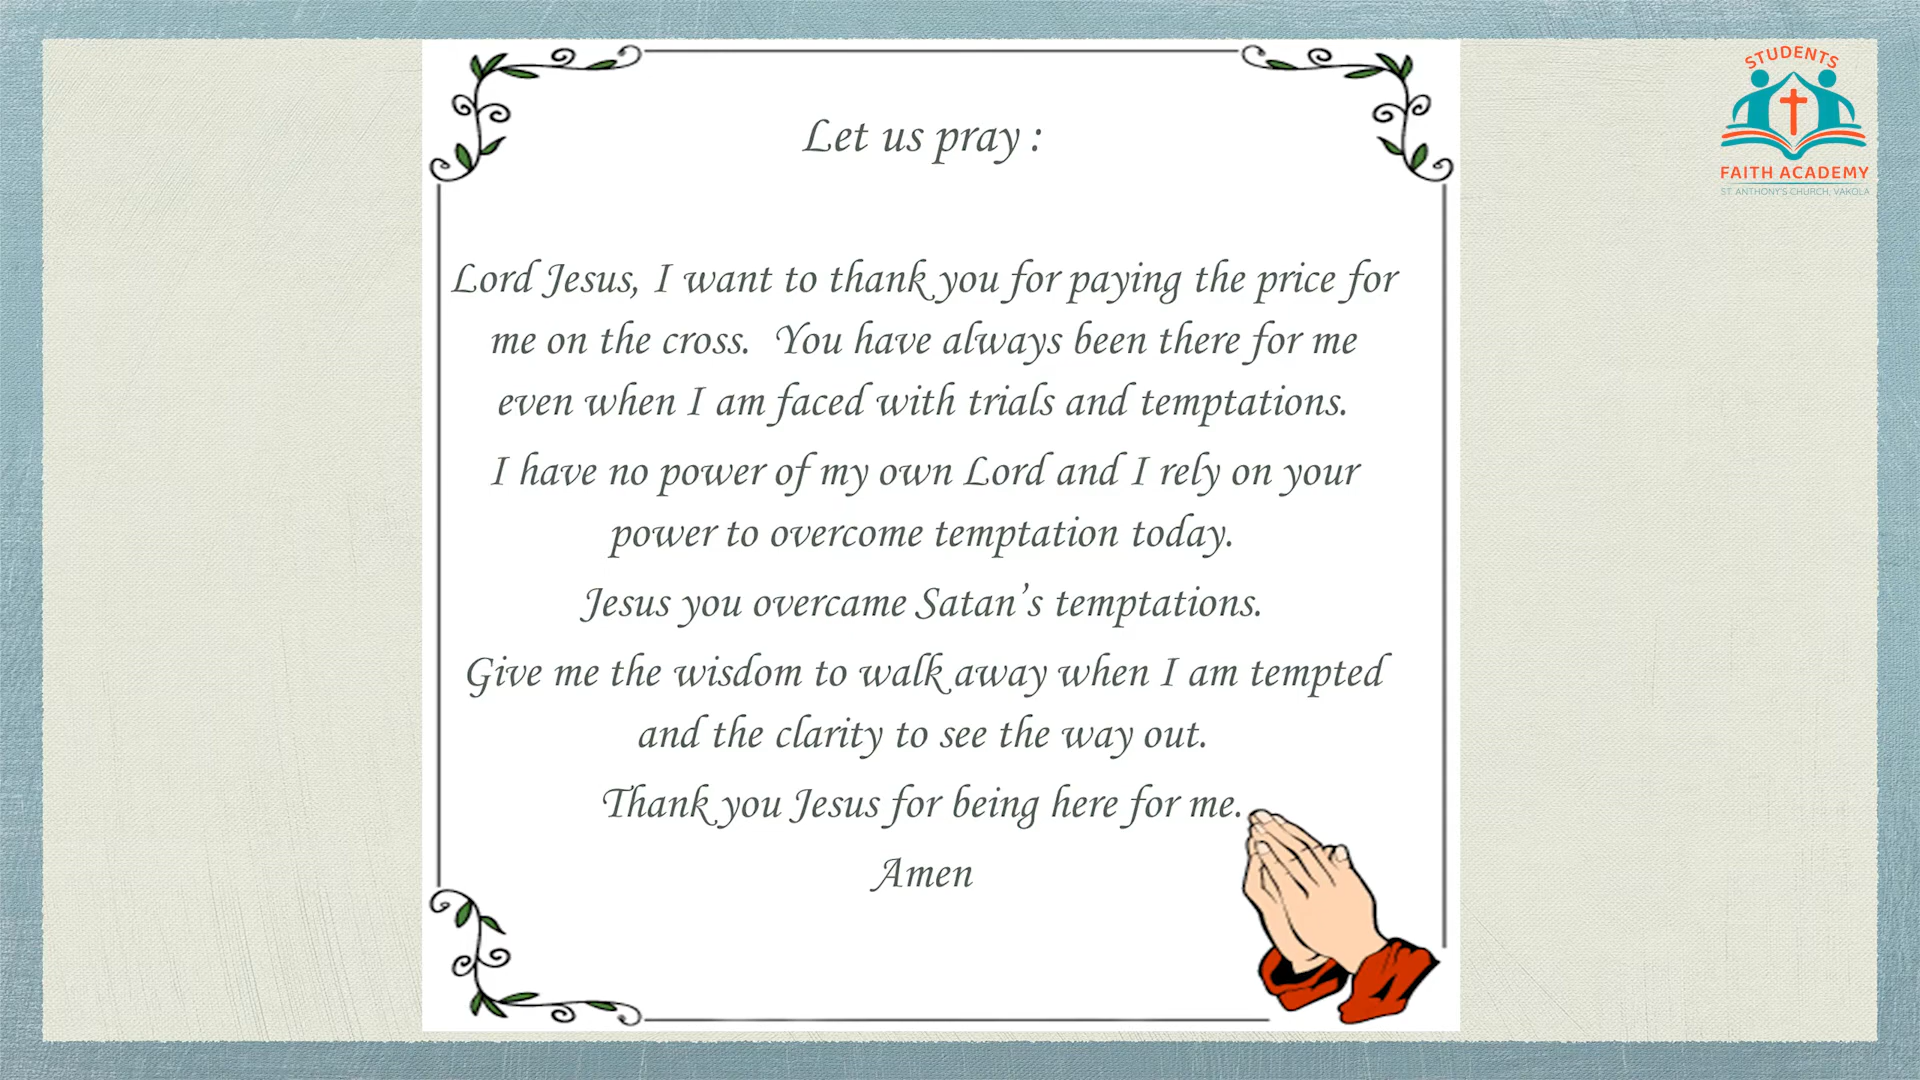 STUDENTS
FAITH ACADEMY
ST. ANTHONY'S CHURCH, VAKOLA
Let us pray :
Lord Jesus, I want to thank you for paying the price for
me on the cross.  You have always been there for me
even when I am faced with trials and temptations.
I have no power of my own Lord and I rely on your
power to overcome temptation today.
Jesus you overcame Satan’s temptations.
Give me the wisdom to walk away when I am tempted
and the clarity to see the way out.
Thank you Jesus for being here for me.
Amen